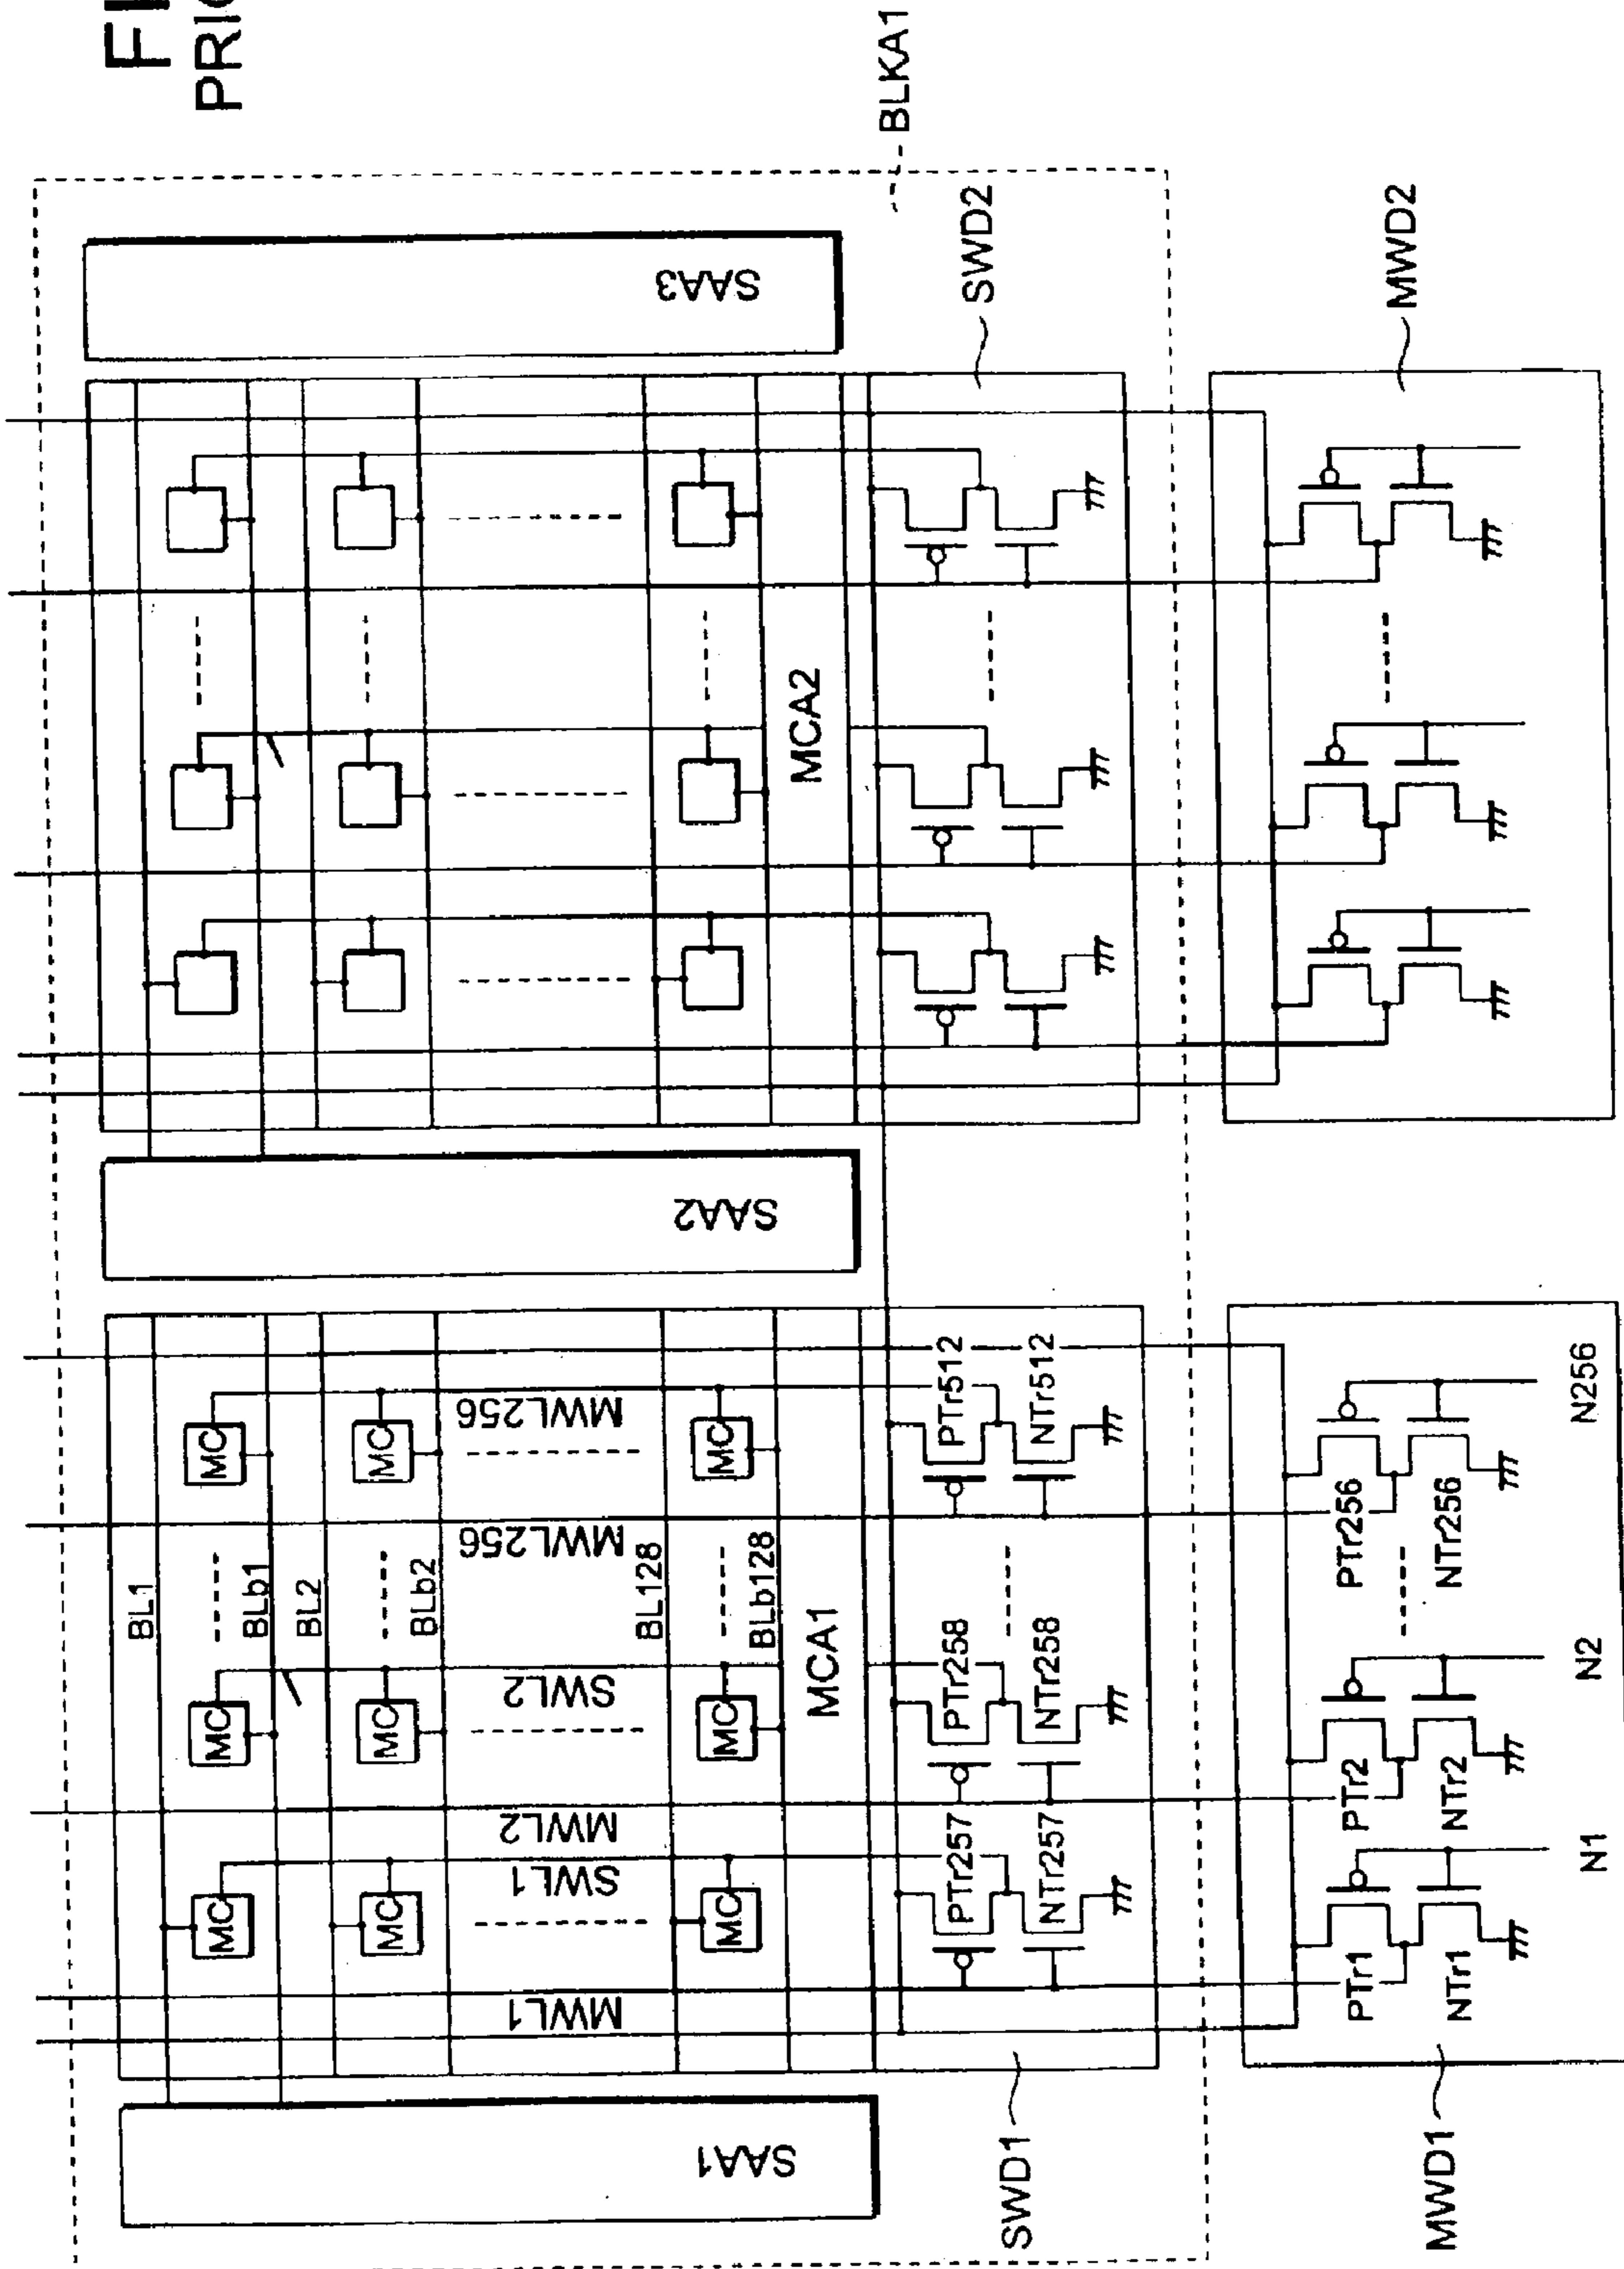 FI
PRIO
BLKA1
SAA3
SWD2
MWD2
MCA2
SAA2
BL1
BLb1
BL2
BLb2
BL128
BLb128
MC
MC
MC
MWL256
MWL256
MC
MC
MC
SWL2
MWL2
MC
MC
MC
SWL1
MWL1
MCA1
PTr512
NTr512
PTr258
NTr258
PTr257
NTr257
SAA1
SWD1
PTr256
NTr256
N256
PTr2
NTr2
N2
PTr1
NTr1
N1
MWD1